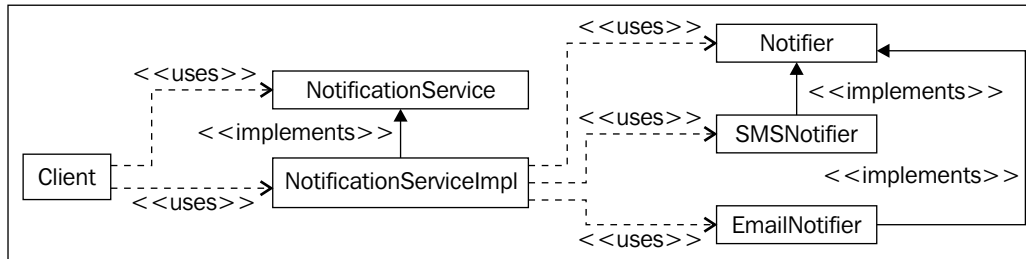 <<uses>>
Notifier
<<uses>>
NotificationService
<<implements>>
<<implements>>
<<uses>>
SMSNotifier
Client
NotificationServiceImpl
<<implements>>
<<uses>>
<<uses>>
EmailNotifier